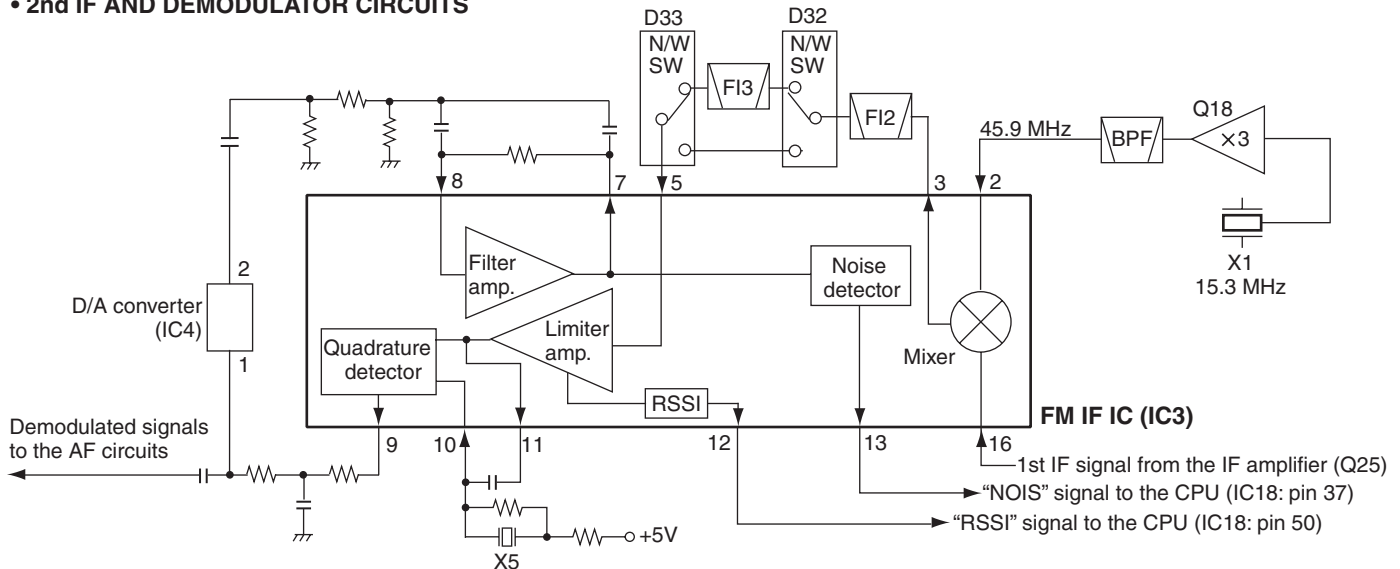 • 2nd IF AND DEMODULATOR CIRCUITS
D33
D32
N/W
SW
N/W
SW
FI3
FI2
Q18
×3
BPF
45.9 MHz
X1
15.3 MHz
8
7
5
3
2
Filter
amp.
Noise
detector
Limiter
amp.
Quadrature
detector
Mixer
RSSI
2
D/A converter
(IC4)
1
FM IF IC (IC3)
Demodulated signals
to the AF circuits
9
10
11
12
13
16
1st IF signal from the IF amplifier (Q25)
“NOIS” signal to the CPU (IC18: pin 37)
“RSSI” signal to the CPU (IC18: pin 50)
+5V
X5